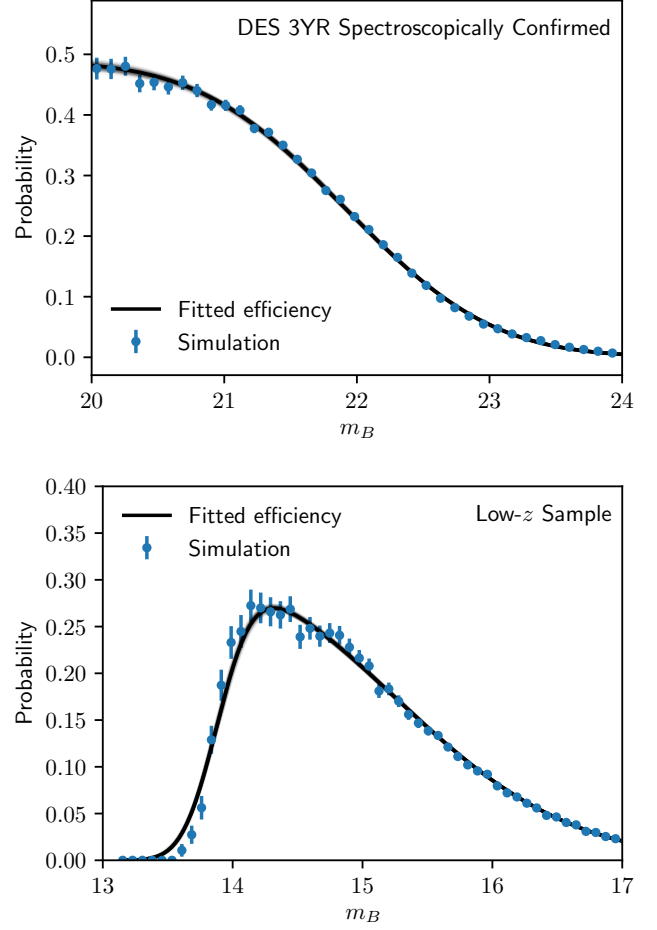 DES 3YR Spectroscopically Confirmed
0.5
0.4
0.3
0.2
0.1
0.0
Probability
Fitted efficiency
Simulation
20 21 22 23 24
m_B
0.40
0.35
0.30
0.25
0.20
0.15
0.10
0.05
0.00
Probability
Fitted efficiency
Simulation
Low-z Sample
13 14 15 16 17
m_B